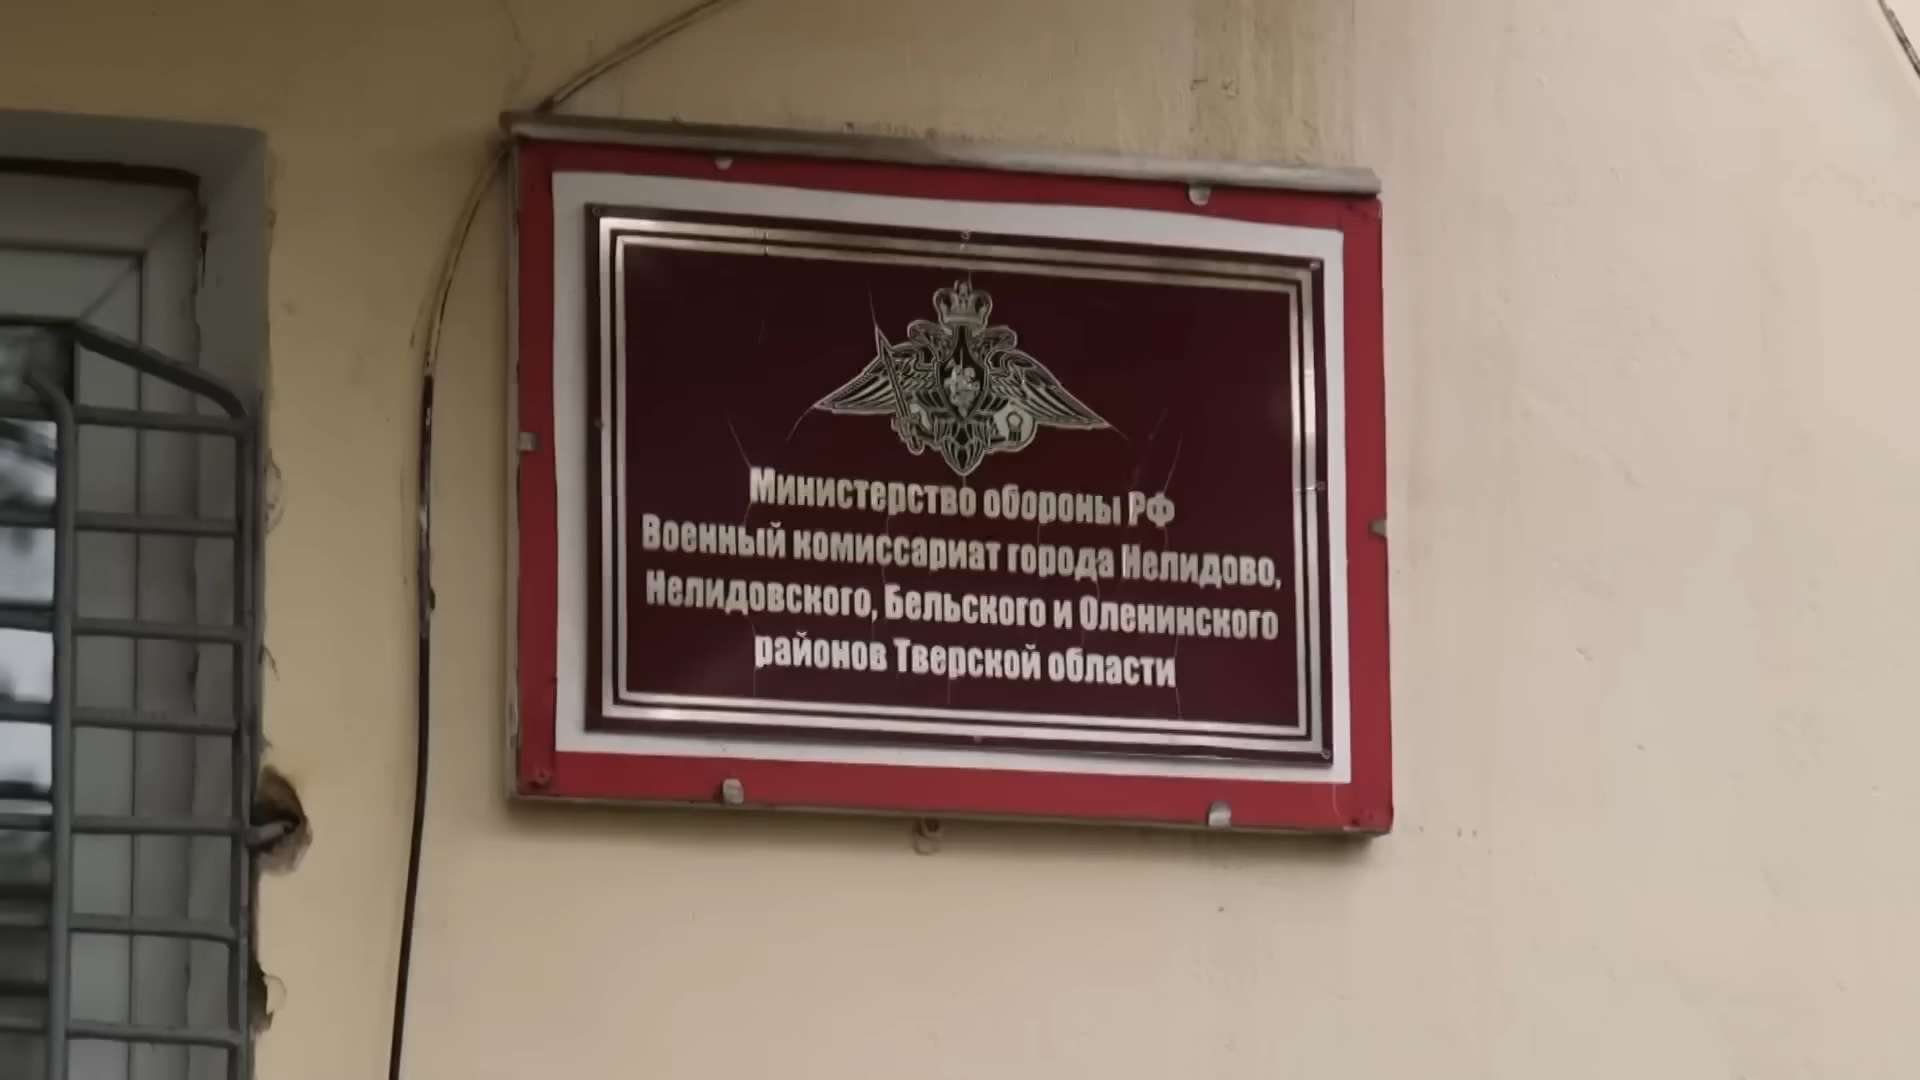 Министерство обороны РФ
Военный комиссариат города Нелидово,
Нелидовского, Бельского и Оленинского
районов Тверской области